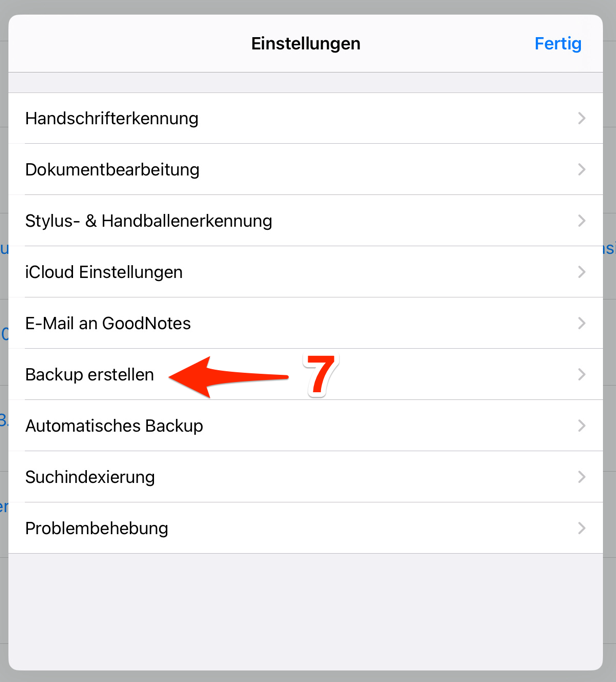 Einstellungen
Fertig
Handschrifterkennung
Dokumentbearbeitung
Stylus- & Handballenerkennung
iCloud Einstellungen
E-Mail an GoodNotes
Backup erstellen
7
Automatisches Backup
Suchindexierung
Problembehebung